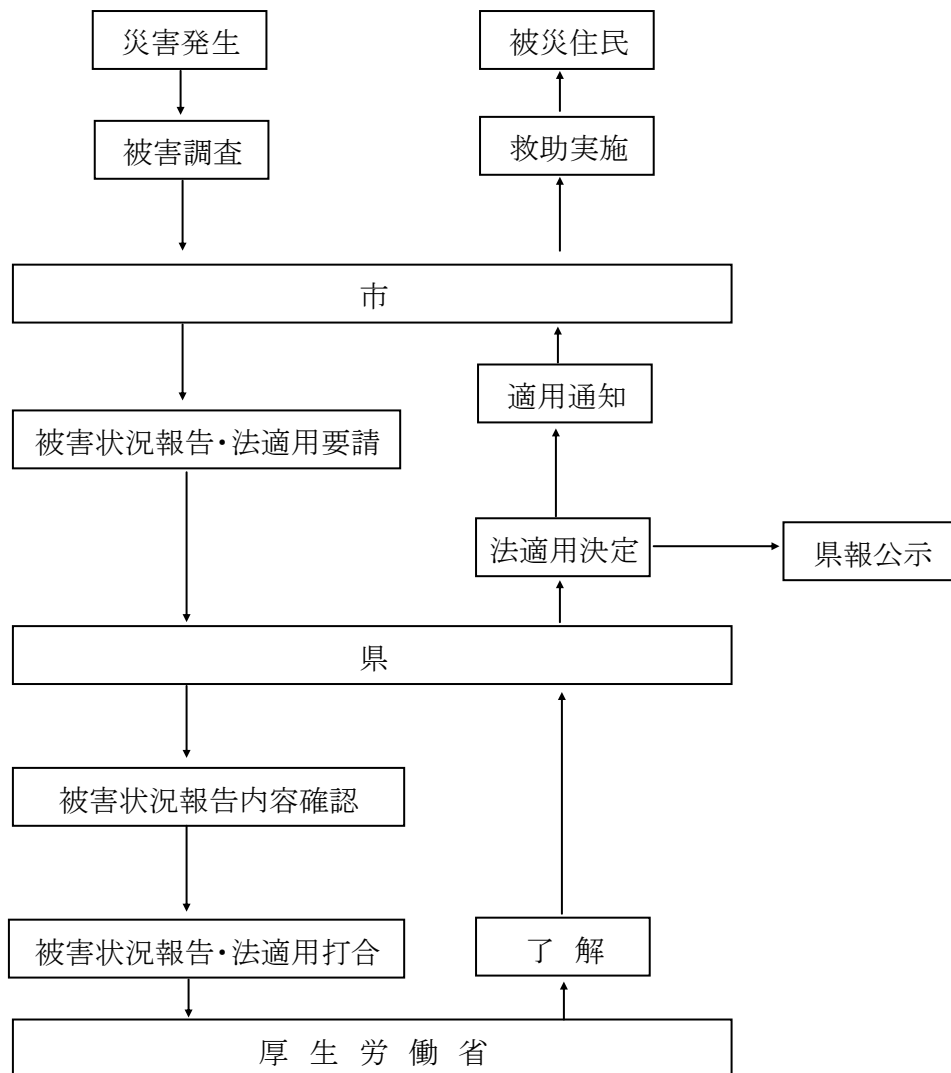 災害発生
被災住民
被害調査
救助実施
市
適用通知
被害状況報告・法適用要請
法適用決定
県報公示
県
被害状況報告内容確認
被害状況報告・法適用打合
了 解
厚 生 労 働 省